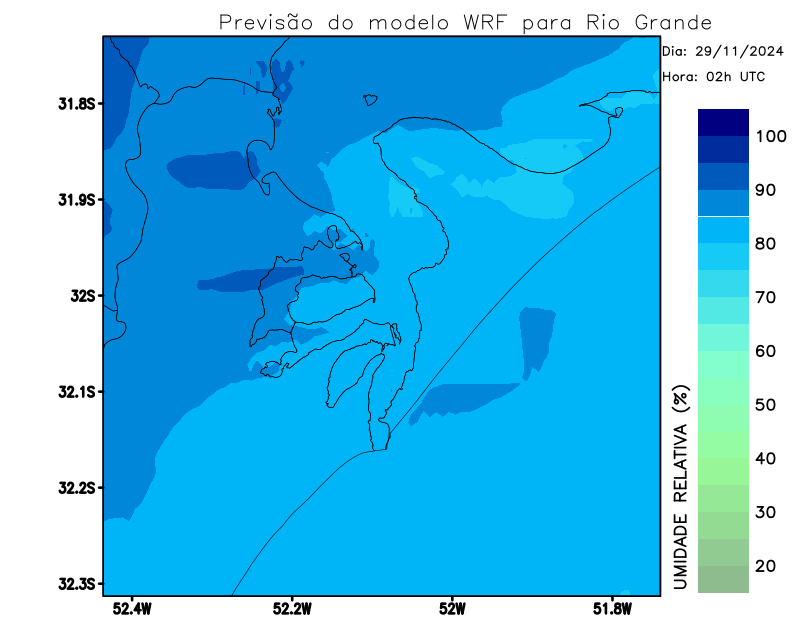 Previsão do modelo WRF para Rio Grande
Dia: 29/11/2024
Hora: 02h UTC
31.8S
31.9S
32S
32.1S
32.2S
32.3S
52.4W
52.2W
52W
51.8W
100
90
80
70
60
50
40
30
20
UMIDADE RELATIVA (%)